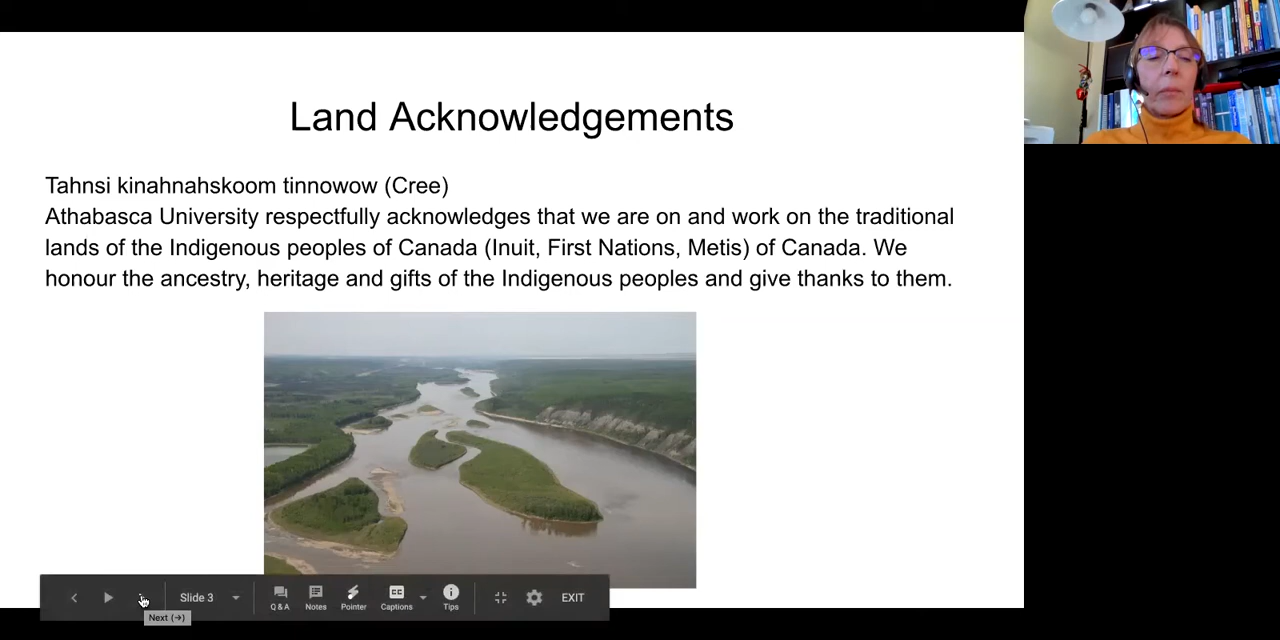 Land Acknowledgements
Tahnsi kinahnahskoom tinnowow (Cree)
Athabasca University respectfully acknowledges that we are on and work on the traditional
lands of the Indigenous peoples of Canada (Inuit, First Nations, Metis) of Canada. We
honour the ancestry, heritage and gifts of the Indigenous peoples and give thanks to them.
Slide 3
Q & A
Notes
Pointer
CC
Captions
Tips
EXIT
Next (→)